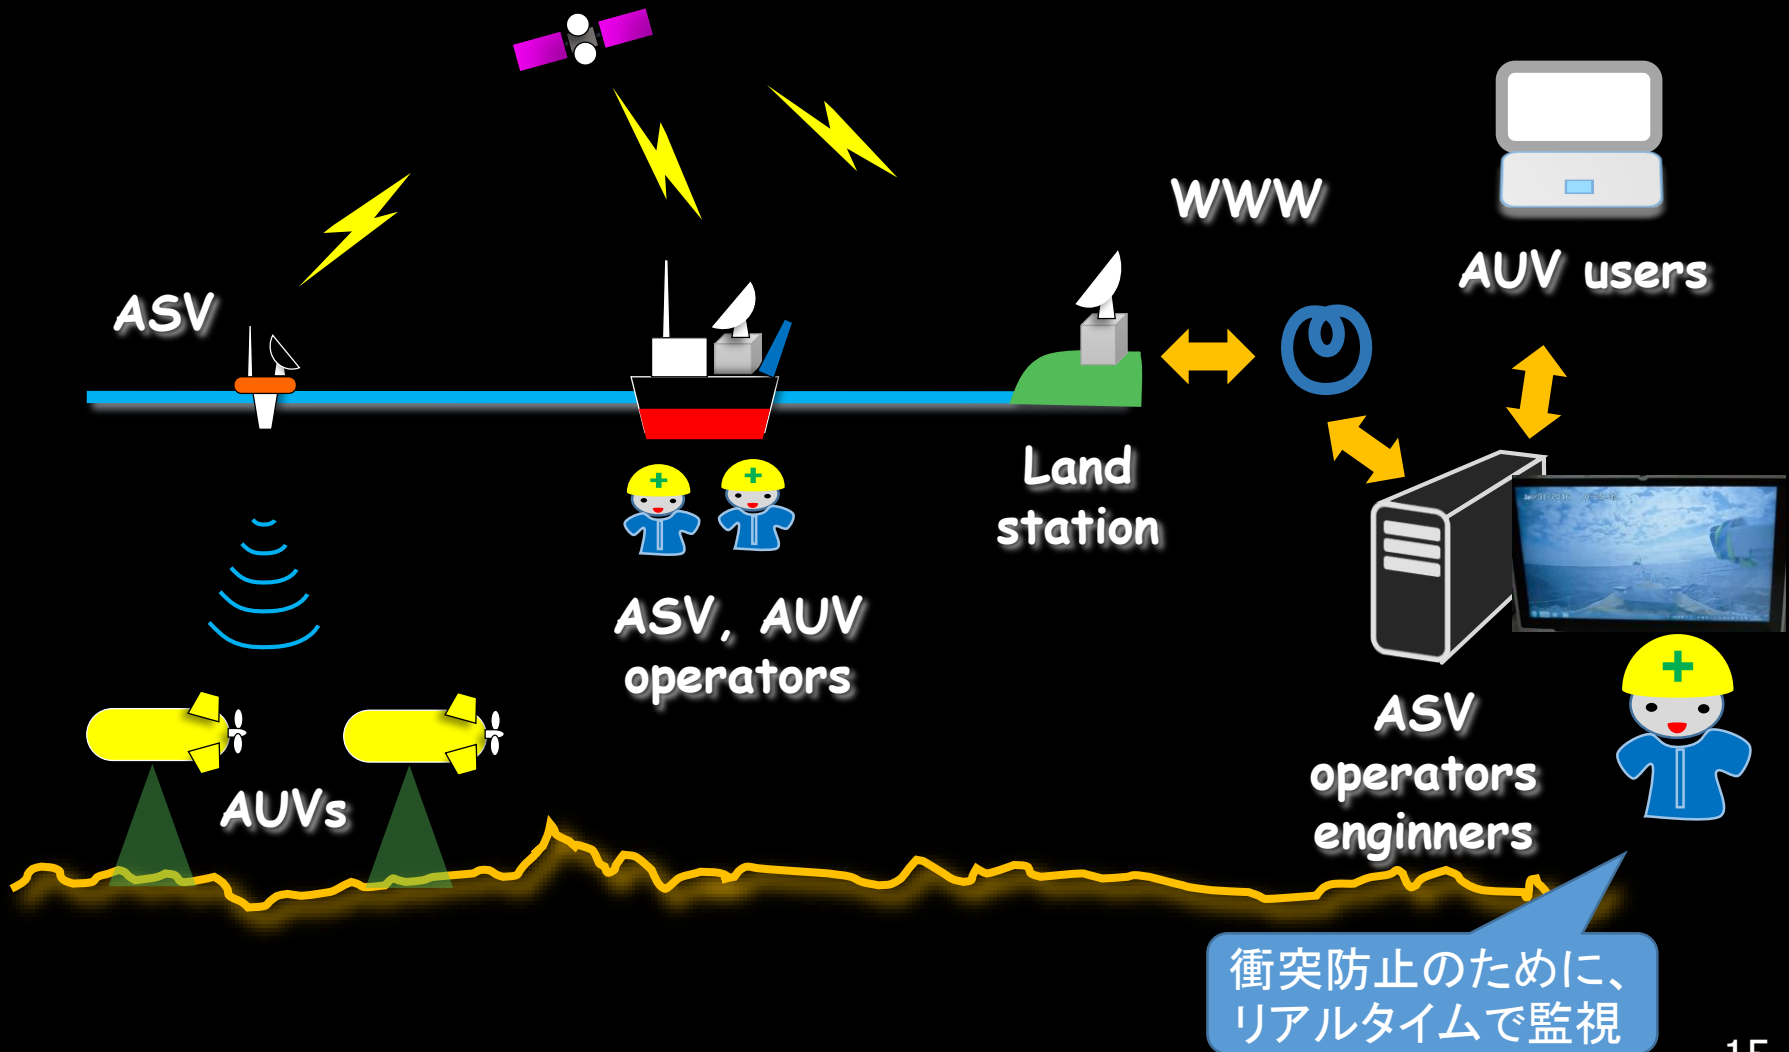 WWW
AUV users
ASV
Land
station
ASV, AUV
operators
AUVs
ASV
operators
enginners
衝突防止のために、
リアルタイムで監視
15